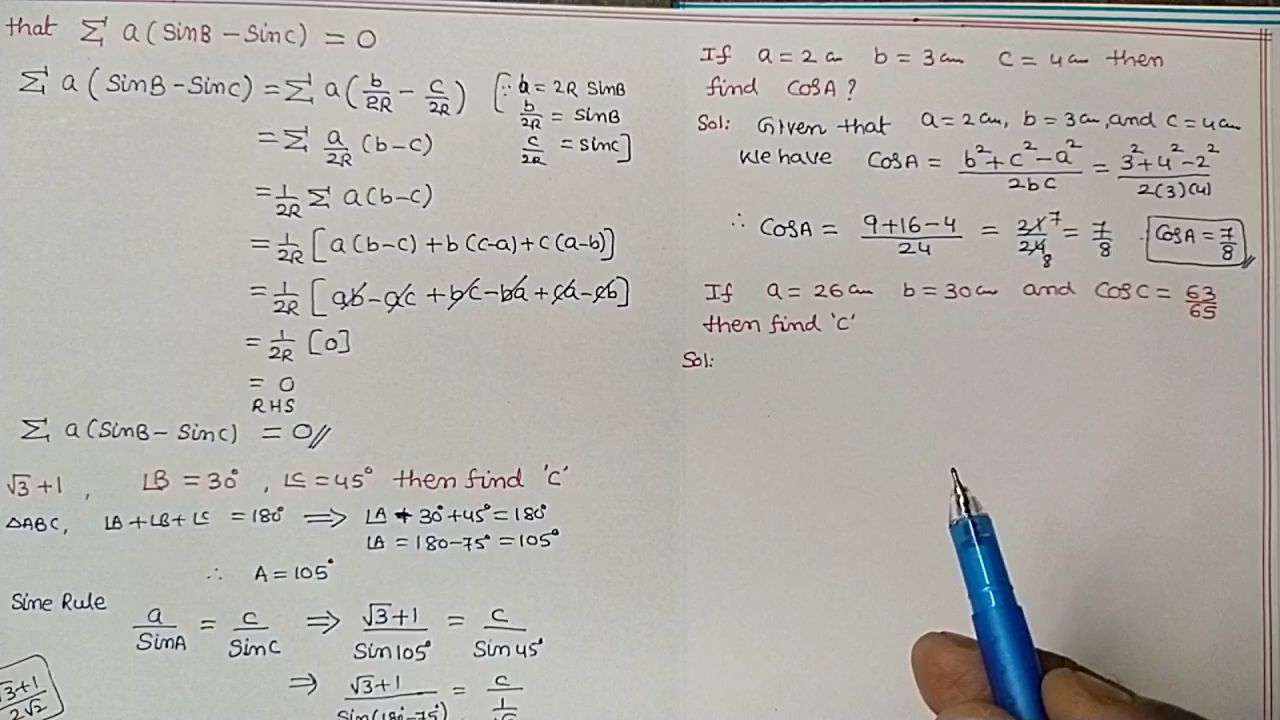 that Σ a(SinB – Sinc) = 0
Σ a(SinB – Sinc) = Σ a(b/2R – c/2R) [∵ b = 2R SinB
b/2R = sinB
= Σ a/2R (b–c) c/2R = sinc]
= 1/2R Σ a(b–c)
= 1/2R [a(b–c) + b(c–a) + c(a–b)]
= 1/2R [ab – ac + bc – ba + ca – cb]
= 1/2R [0]
= 0
RHS
Σ a(SinB – Sinc) = 0//
√3+1 , ∠B = 30° , ∠C = 45° then find 'c'
△ABC, ∠A+∠B+∠C = 180° ⟹ ∠A + 30°+45° = 180°
∠A = 180–75° = 105°
∴ A = 105°
Sine Rule
a/SinA = c/SinC ⟹ √3+1/Sin105° = c/Sin45°
⟹ √3+1/Sin(180°–75°) = c/
√3+1/2√2
If a = 2 cm b = 3cm c = 4cm then
find CosA?
Sol: Given that a = 2cm, b = 3cm, and c = 4cm
We have CosA = b²+c²–a²/2bc = 3²+4²–2²/2(3)(4)
∴ CosA = 9+16–4/24 = 21 7/24 8 = 7/8 CosA = 7/8//
If a = 26cm b = 30cm and CosC = 63/65
then find 'c'
Sol: